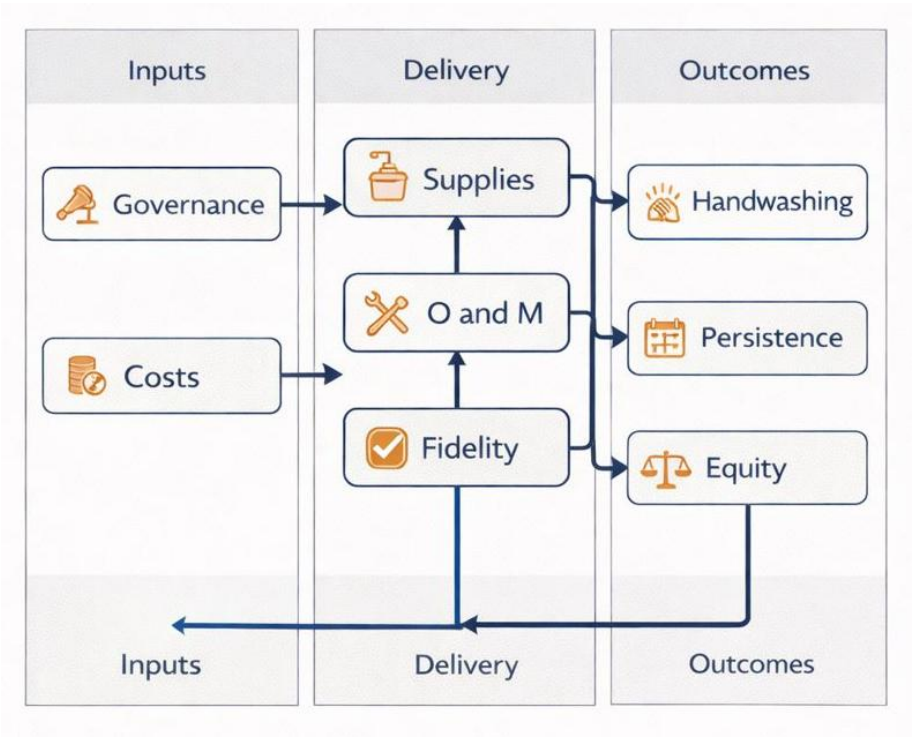 Inputs
Delivery
Outcomes
Governance
Supplies
Handwashing
O and M
Persistence
Costs
Fidelity
Equity
Inputs
Delivery
Outcomes